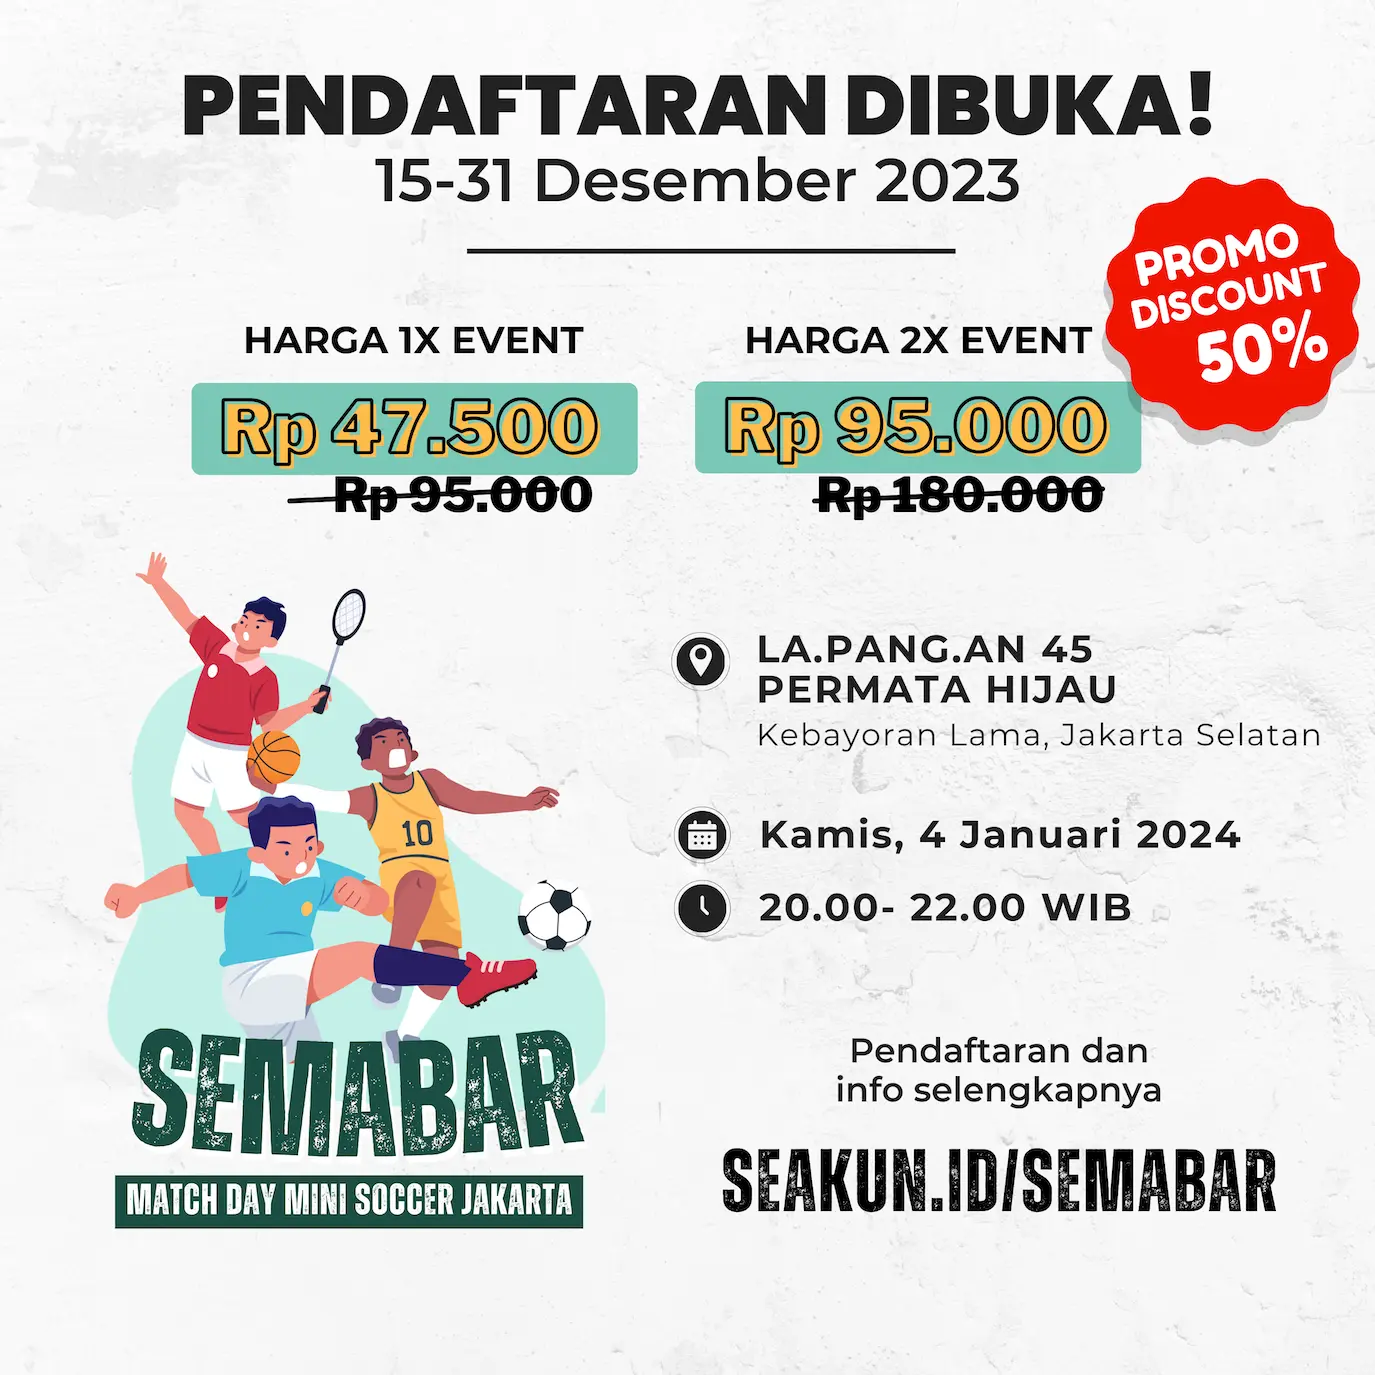 PENDAFTARAN DIBUKA!
15-31 Desember 2023
PROMO
DISCOUNT
50%
HARGA 1X EVENT
Rp 47.500
Rp 95.000
HARGA 2X EVENT
Rp 95.000
Rp 180.000
LA.PANG.AN 45
PERMATA HIJAU
Kebayoran Lama, Jakarta Selatan
Kamis, 4 Januari 2024
20.00- 22.00 WIB
10
SEMABAR
MATCH DAY MINI SOCCER JAKARTA
Pendaftaran dan
info selengkapnya
SEAKUN.ID/SEMABAR